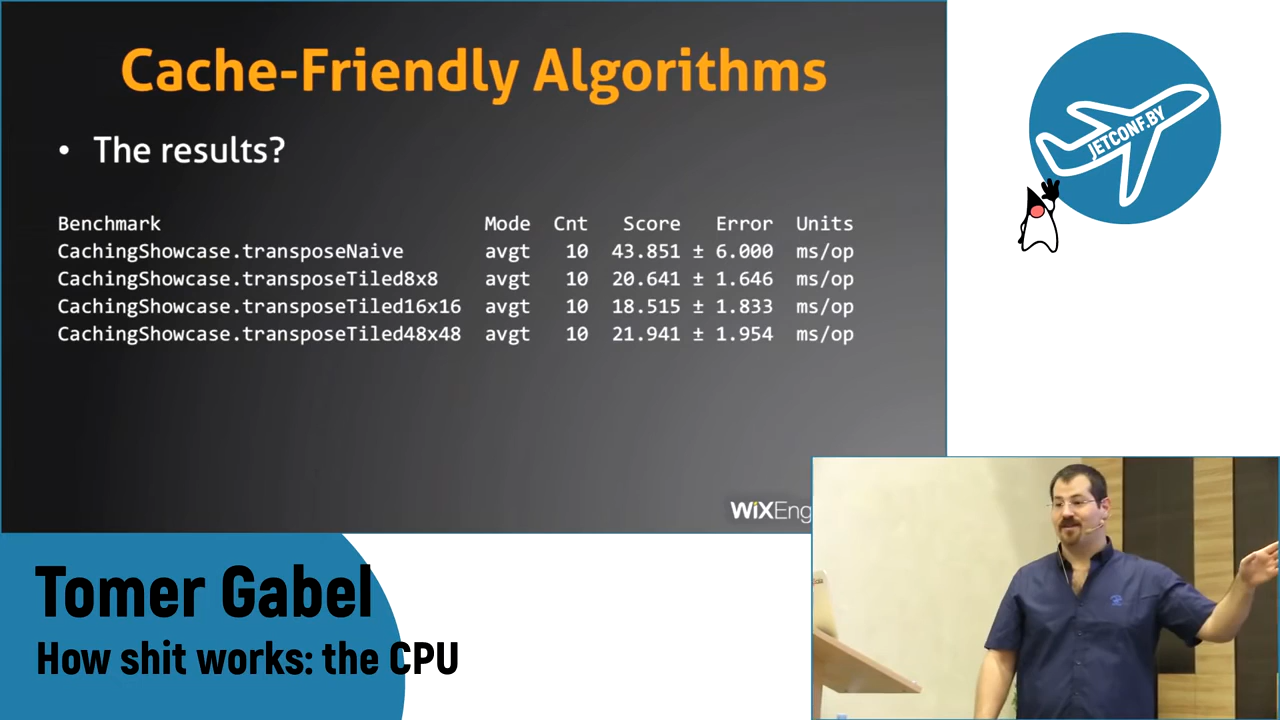 Cache-Friendly Algorithms
• The results?
Benchmark Mode Cnt Score Error Units
CachingShowcase.transposeNaive avgt 10 43.851 ± 6.000 ms/op
CachingShowcase.transposeTiled8x8 avgt 10 20.641 ± 1.646 ms/op
CachingShowcase.transposeTiled16x16 avgt 10 18.515 ± 1.833 ms/op
CachingShowcase.transposeTiled48x48 avgt 10 21.941 ± 1.954 ms/op
WiXEng
JETCONF.BY
Tomer Gabel
How shit works: the CPU